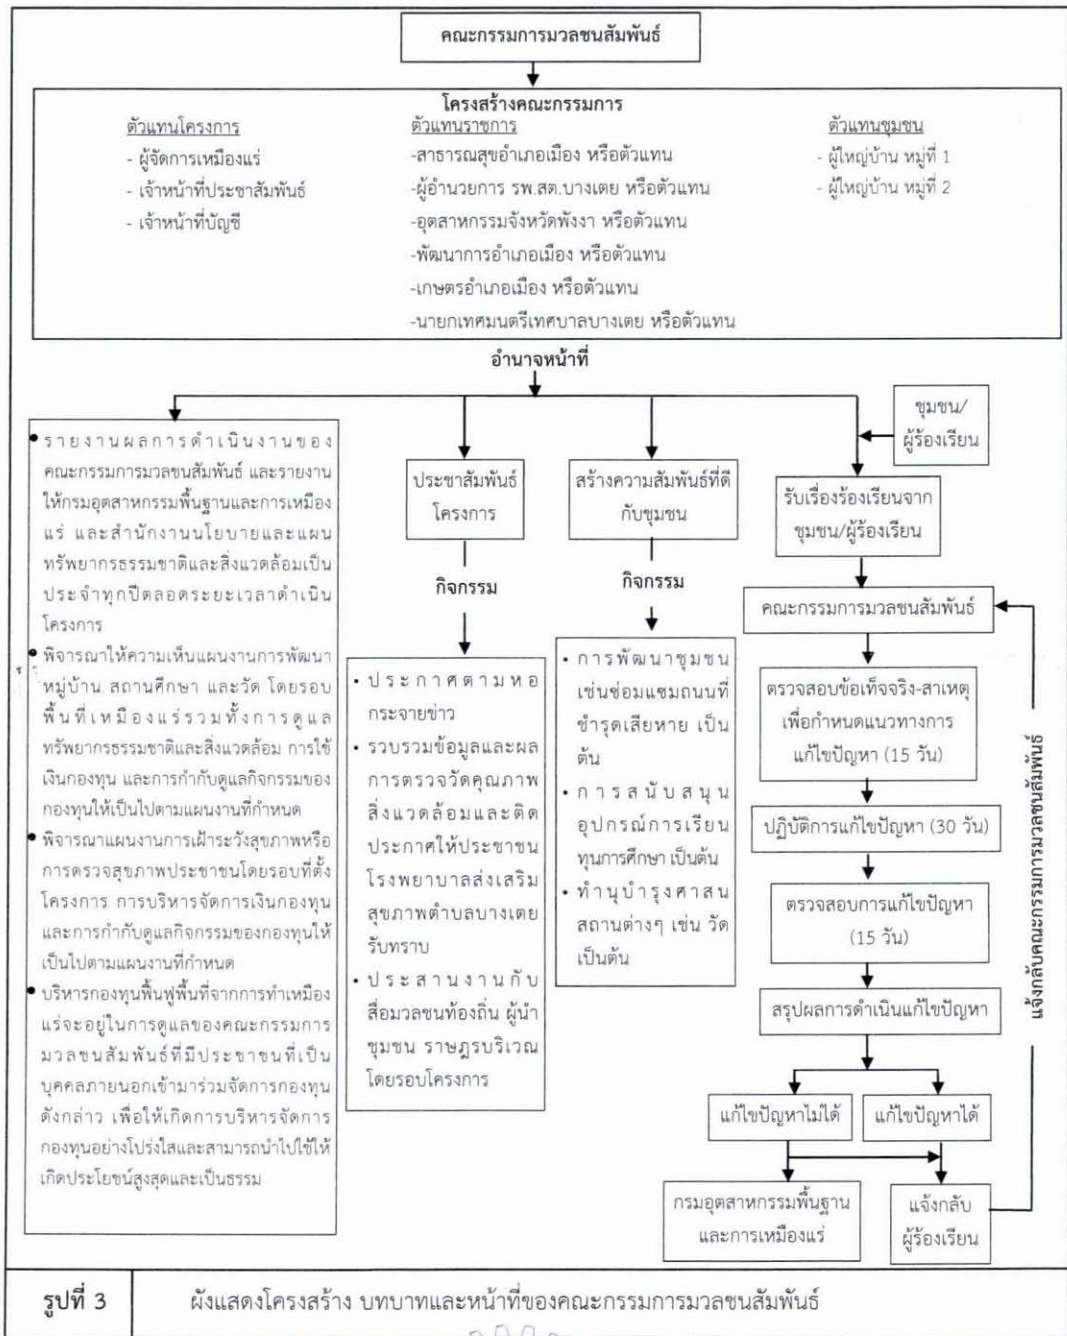 คณะกรรมการมวลชนสัมพันธ์
โครงสร้างคณะกรรมการ
ตัวแทนโครงการ
- ผู้จัดการเหมืองแร่
- เจ้าหน้าที่ประชาสัมพันธ์
- เจ้าหน้าที่บัญชี
ตัวแทนราชการ
-สาธารณสุขอำเภอเมือง หรือตัวแทน
-ผู้อำนวยการ รพ.สต.บางเตย หรือตัวแทน
-อุตสาหกรรมจังหวัดพังงา หรือตัวแทน
-พัฒนาการอำเภอเมือง หรือตัวแทน
-เกษตรอำเภอเมือง หรือตัวแทน
-นายกเทศมนตรีเทศบาลบางเตย หรือตัวแทน
ตัวแทนชุมชน
- ผู้ใหญ่บ้าน หมู่ที่ 1
- ผู้ใหญ่บ้าน หมู่ที่ 2
อำนาจหน้าที่
• รายงานผลการดำเนินงานของ
คณะกรรมการมวลชนสัมพันธ์ และรายงาน
ให้กรมอุตสาหกรรมพื้นฐานและการเหมือง
แร่ และสำนักงานนโยบายและแผน
ทรัพยากรธรรมชาติและสิ่งแวดล้อมเป็น
ประจำทุกปีตลอดระยะเวลาดำเนิน
โครงการ
• พิจารณาให้ความเห็นแผนงานการพัฒนา
หมู่บ้าน สถานศึกษา และวัด โดยรอบ
พื้นที่เหมืองแร่รวมทั้งการดูแล
ทรัพยากรธรรมชาติและสิ่งแวดล้อม การใช้
เงินกองทุน และการกำกับดูแลกิจกรรมของ
กองทุนให้เป็นไปตามแผนงานที่กำหนด
• พิจารณาแผนงานการเฝ้าระวังสุขภาพหรือ
การตรวจสุขภาพประชาชนโดยรอบที่ตั้ง
โครงการ การบริหารจัดการเงินกองทุน
และการกำกับดูแลกิจกรรมของกองทุนให้
เป็นไปตามแผนงานที่กำหนด
• บริหารกองทุนฟื้นฟูพื้นที่จากการทำเหมือง
แร่จะอยู่ในการดูแลของคณะกรรมการ
มวลชนสัมพันธ์ที่มีประชาชนที่เป็น
บุคคลภายนอกเข้ามาร่วมจัดการกองทุน
ดังกล่าว เพื่อให้เกิดการบริหารจัดการ
กองทุนอย่างโปร่งใสและสามารถนำไปใช้ให้
เกิดประโยชน์สูงสุดและเป็นธรรม
ประชาสัมพันธ์
โครงการ
กิจกรรม
• ประกาศตามหอ
กระจายข่าว
• รวบรวมข้อมูลและผล
การตรวจวัดคุณภาพ
สิ่งแวดล้อมและติด
ประกาศให้ประชาชน
โรงพยาบาลส่งเสริม
สุขภาพตำบลบางเตย
รับทราบ
• ประสานงานกับ
สื่อมวลชนท้องถิ่น ผู้นำ
ชุมชน ราษฎรบริเวณ
โดยรอบโครงการ
สร้างความสัมพันธ์ที่ดี
กับชุมชน
กิจกรรม
• การพัฒนาชุมชน
เช่นซ่อมแซมถนนที่
ชำรุดเสียหาย เป็น
ต้น
• การสนับสนุน
อุปกรณ์การเรียน
ทุนการศึกษา เป็นต้น
• ทำนุบำรุงศาสน
สถานต่างๆ เช่น วัด
เป็นต้น
ชุมชน/
ผู้ร้องเรียน
รับเรื่องร้องเรียนจาก
ชุมชน/ผู้ร้องเรียน
คณะกรรมการมวลชนสัมพันธ์
ตรวจสอบข้อเท็จจริง-สาเหตุ
เพื่อกำหนดแนวทางการ
แก้ไขปัญหา (15 วัน)
ปฏิบัติการแก้ไขปัญหา (30 วัน)
ตรวจสอบการแก้ไขปัญหา
(15 วัน)
สรุปผลการดำเนินแก้ไขปัญหา
แก้ไขปัญหาไม่ได้
แก้ไขปัญหาได้
กรมอุตสาหกรรมพื้นฐาน
และการเหมืองแร่
แจ้งกลับ
ผู้ร้องเรียน
แจ้งกลับคณะกรรมการมวลชนสัมพันธ์
รูปที่ 3
ผังแสดงโครงสร้าง บทบาทและหน้าที่ของคณะกรรมการมวลชนสัมพันธ์